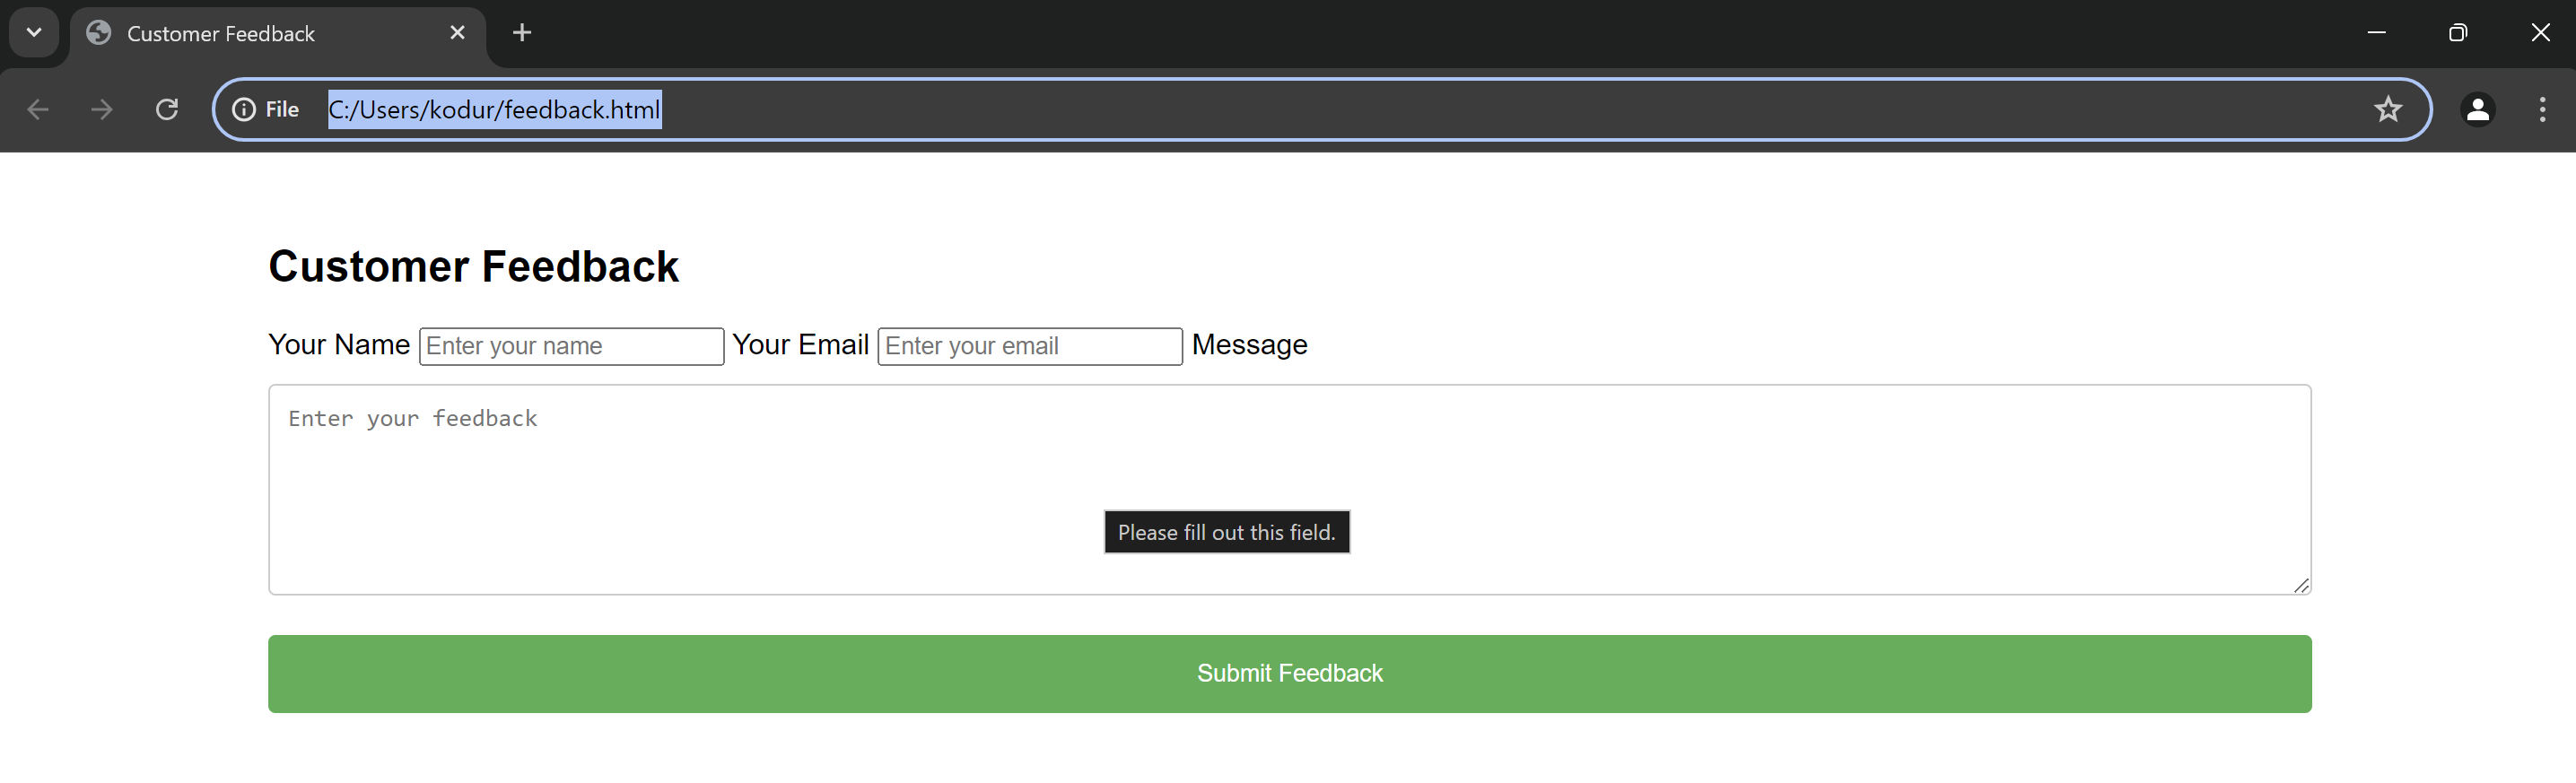 Customer Feedback
File C:/Users/kodur/feedback.html
Customer Feedback
Your Name Enter your name Your Email Enter your email Message
Enter your feedback
Please fill out this field.
Submit Feedback